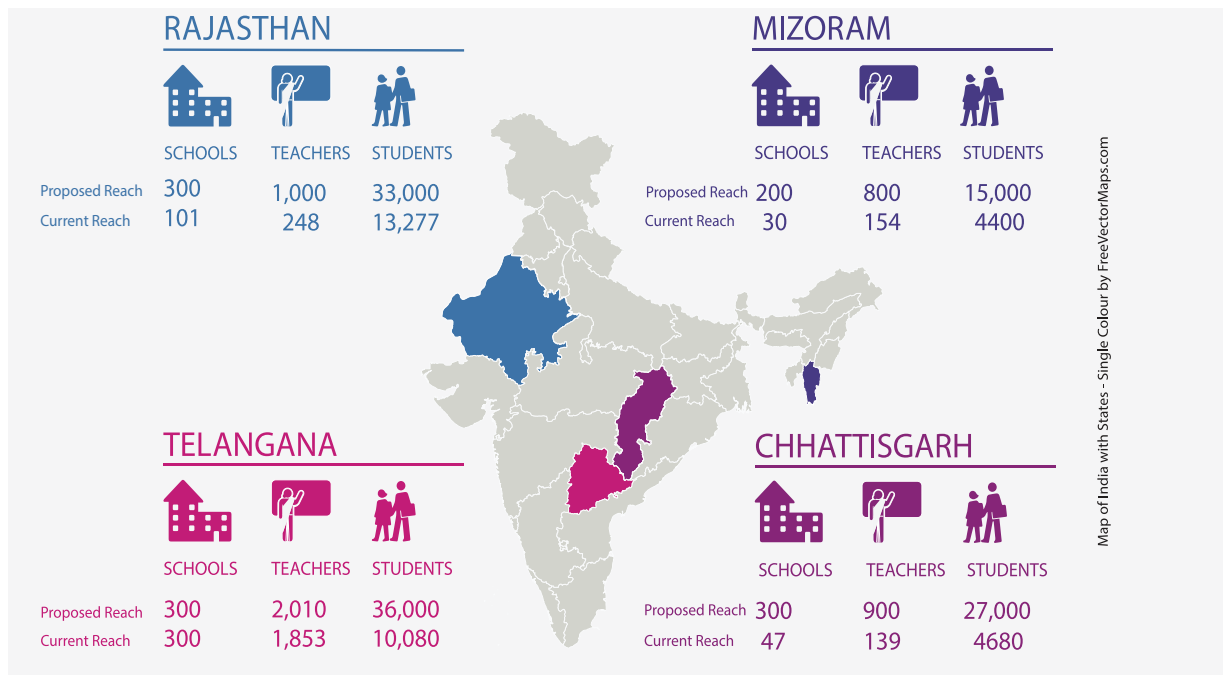 RAJASTHAN
SCHOOLS TEACHERS STUDENTS
Proposed Reach 300 1,000 33,000
Current Reach 101 248 13,277
MIZORAM
SCHOOLS TEACHERS STUDENTS
Proposed Reach 200 800 15,000
Current Reach 30 154 4400
TELANGANA
SCHOOLS TEACHERS STUDENTS
Proposed Reach 300 2,010 36,000
Current Reach 300 1,853 10,080
CHHATTISGARH
SCHOOLS TEACHERS STUDENTS
Proposed Reach 300 900 27,000
Current Reach 47 139 4680
Map of India with States - Single Colour by FreeVectorMaps.com